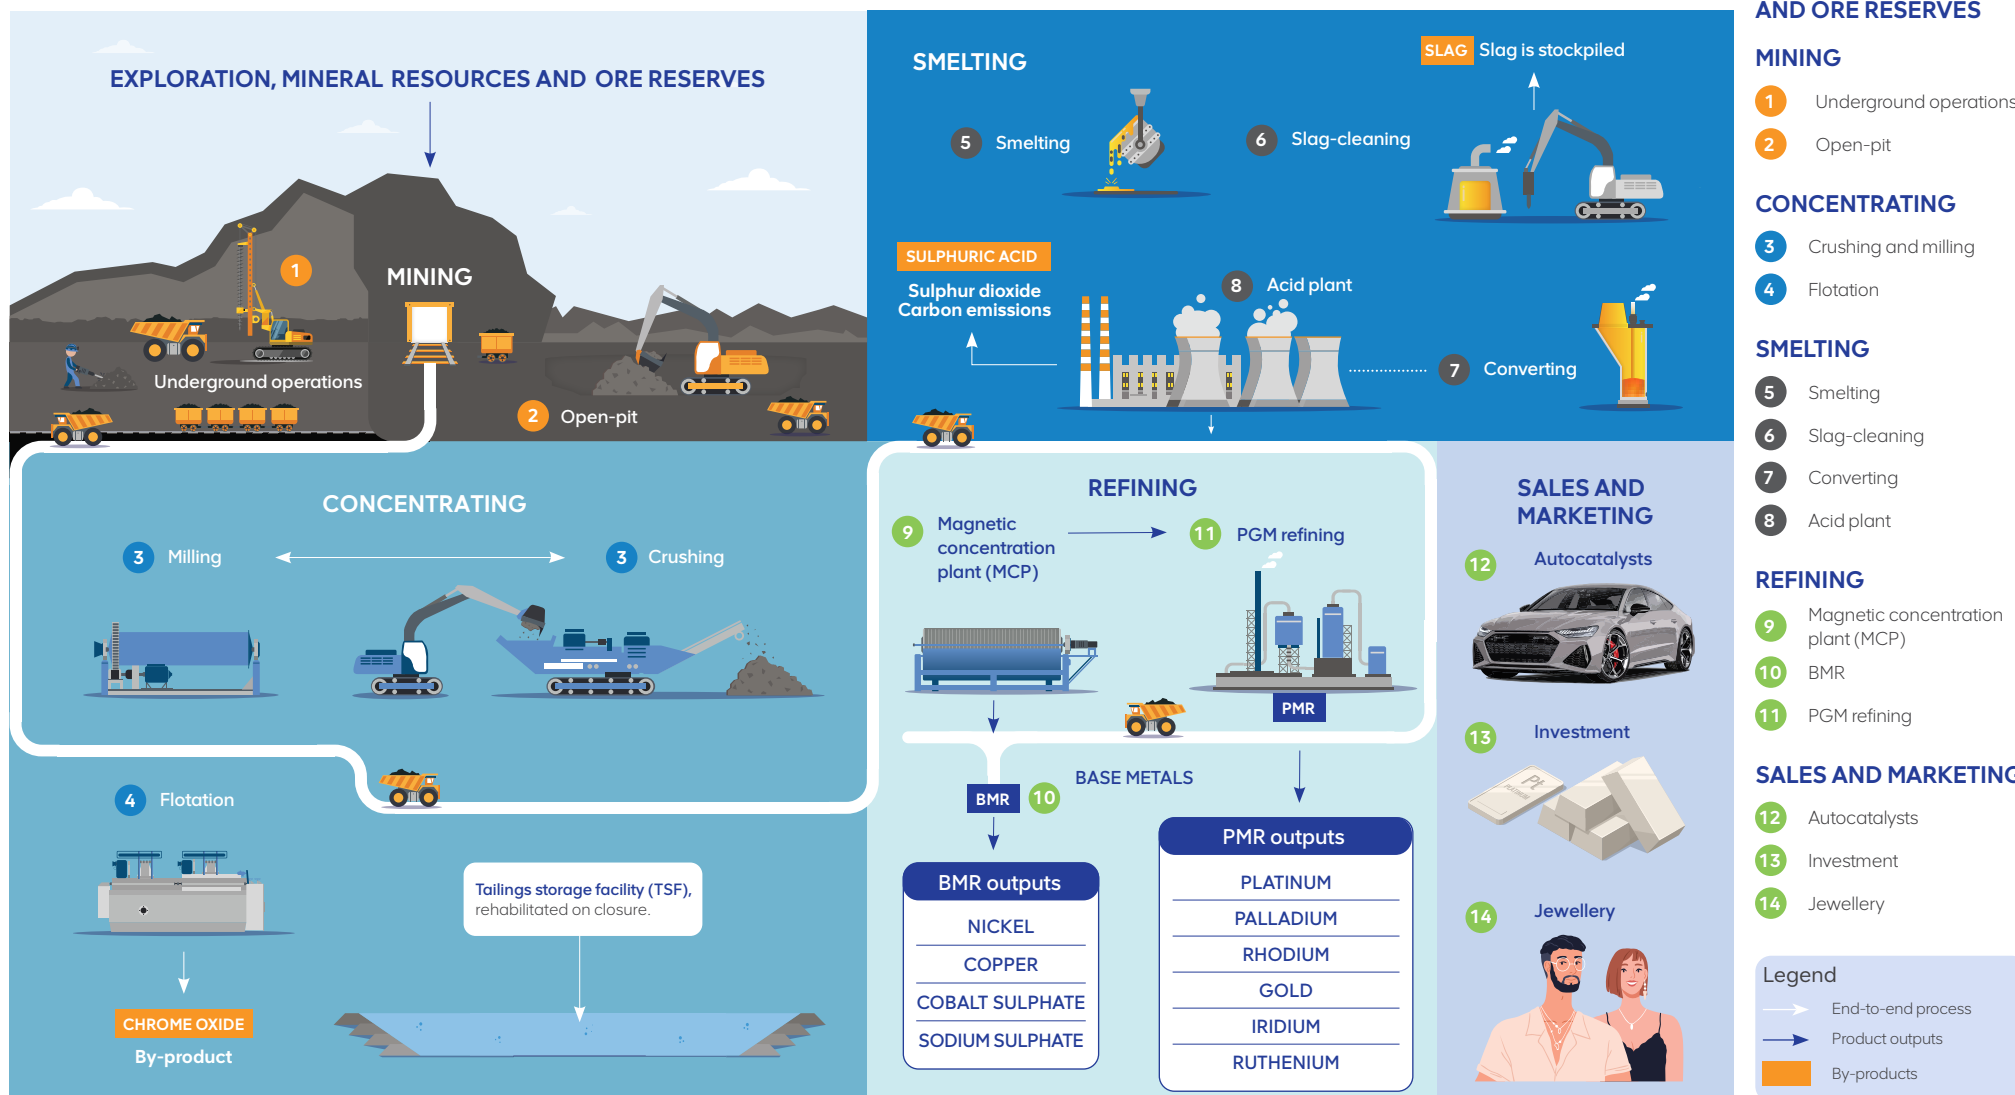 EXPLORATION, MINERAL RESOURCES AND ORE RESERVES
1
MINING
Underground operations
2 Open-pit
SMELTING
SLAG Slag is stockpiled
5 Smelting
6 Slag-cleaning
SULPHURIC ACID
Sulphur dioxide
Carbon emissions
8 Acid plant
7 Converting
CONCENTRATING
3 Milling
3 Crushing
4 Flotation
CHROME OXIDE
By-product
Tailings storage facility (TSF),
rehabilitated on closure.
REFINING
9 Magnetic
concentration
plant (MCP)
11 PGM refining
PMR
BASE METALS
BMR 10
BMR outputs
NICKEL
COPPER
COBALT SULPHATE
SODIUM SULPHATE
PMR outputs
PLATINUM
PALLADIUM
RHODIUM
GOLD
IRIDIUM
RUTHENIUM
SALES AND
MARKETING
12 Autocatalysts
13 Investment
Pt
PLATINUM
14 Jewellery
AND ORE RESERVES
MINING
1 Underground operations
2 Open-pit
CONCENTRATING
3 Crushing and milling
4 Flotation
SMELTING
5 Smelting
6 Slag-cleaning
7 Converting
8 Acid plant
REFINING
9 Magnetic concentration
plant (MCP)
10 BMR
11 PGM refining
SALES AND MARKETING
12 Autocatalysts
13 Investment
14 Jewellery
Legend
End-to-end process
Product outputs
By-products